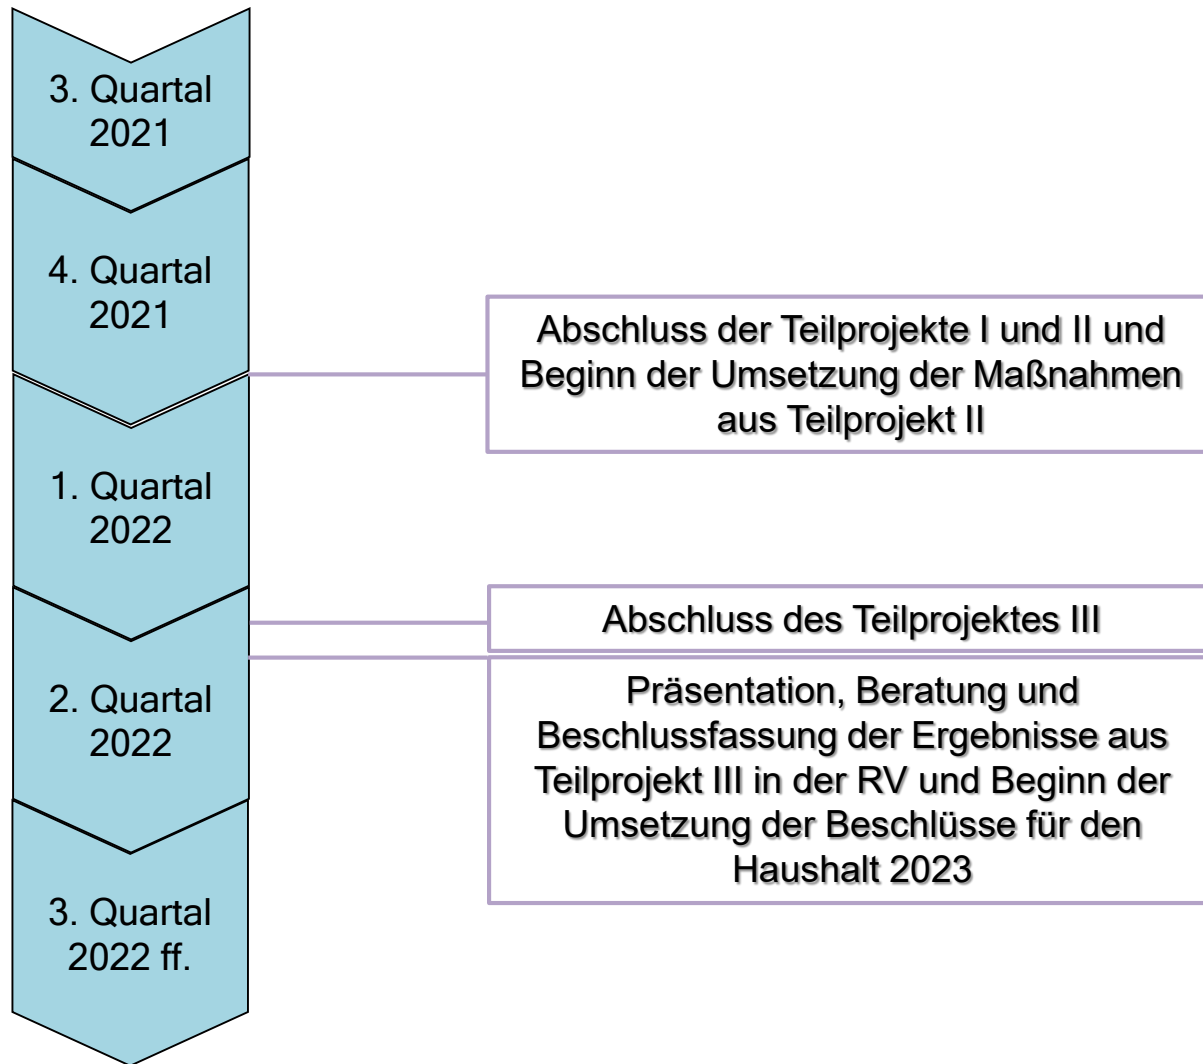 3. Quartal
2021
4. Quartal
2021
Abschluss der Teilprojekte I und II und
Beginn der Umsetzung der Maßnahmen
aus Teilprojekt II
1. Quartal
2022
Abschluss des Teilprojektes III
2. Quartal
2022
Präsentation, Beratung und
Beschlussfassung der Ergebnisse aus
Teilprojekt III in der RV und Beginn der
Umsetzung der Beschlüsse für den
Haushalt 2023
3. Quartal
2022 ff.